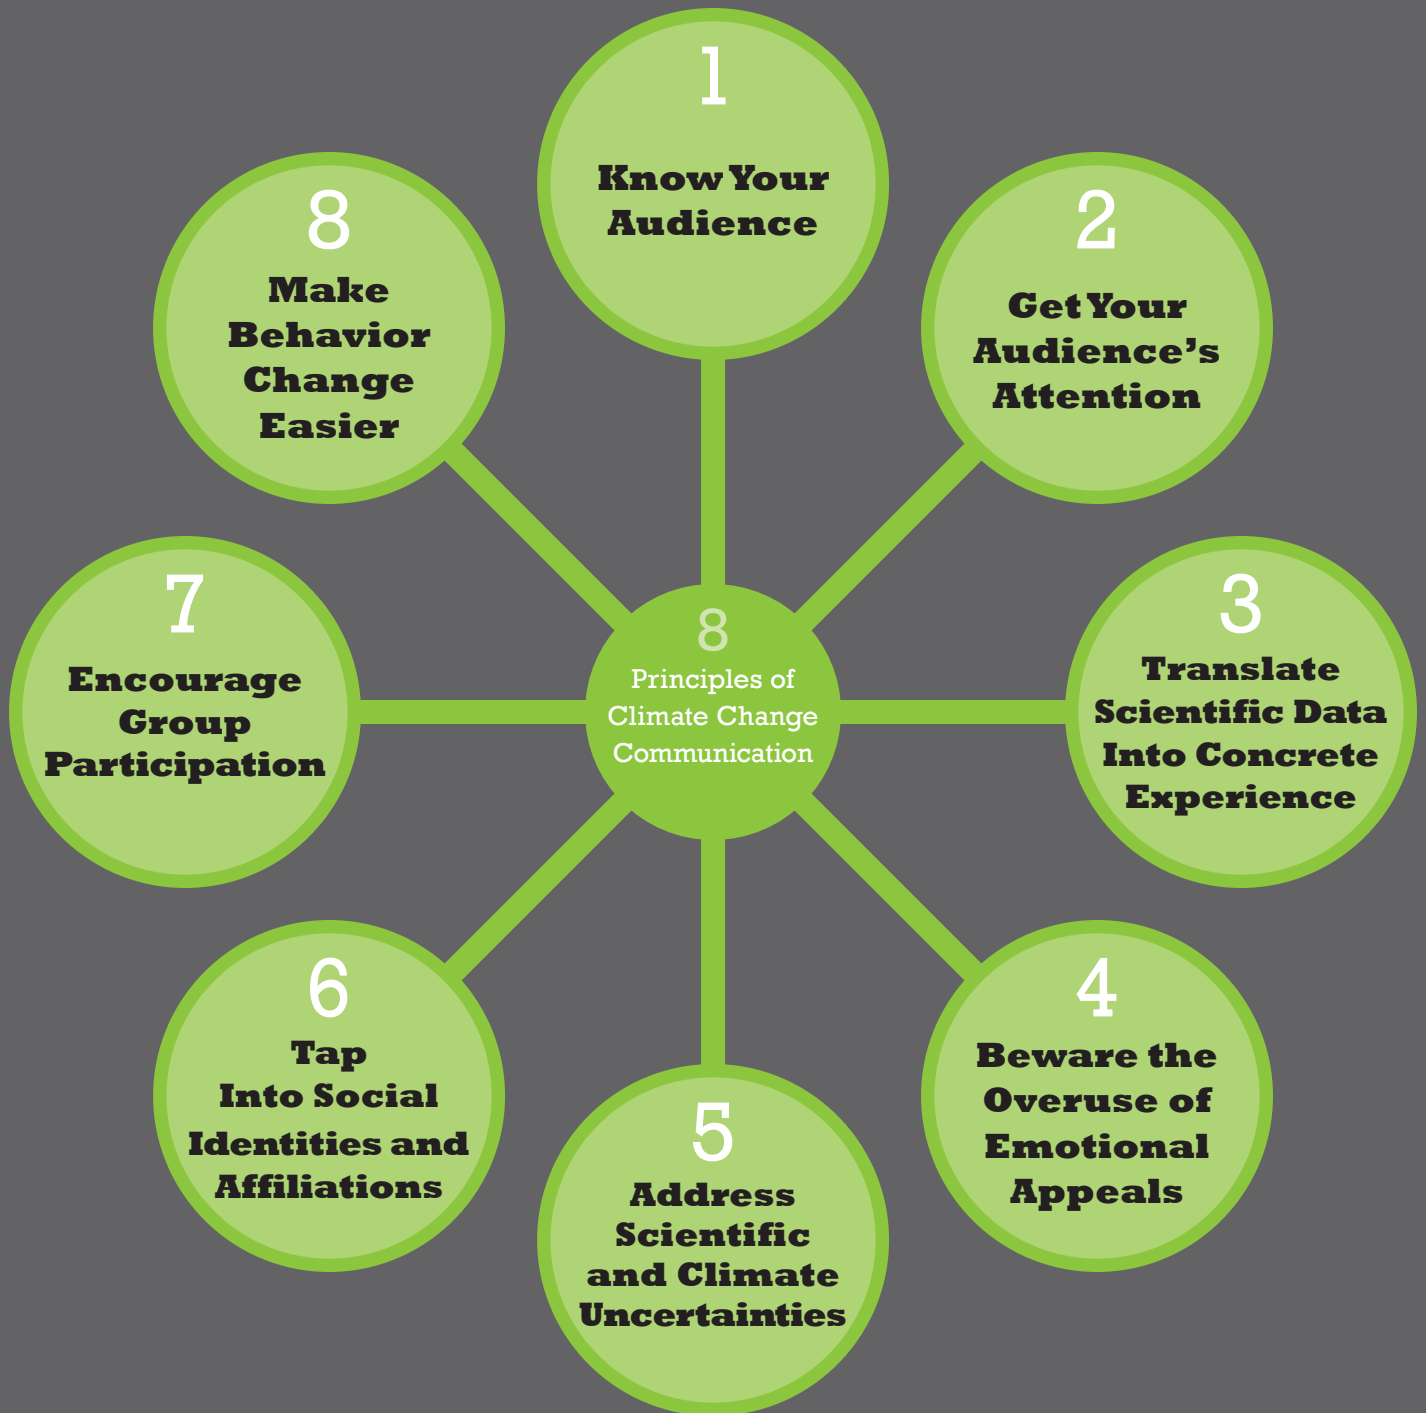 1
Know Your
Audience
2
Get Your
Audience’s
Attention
3
Translate
Scientific Data
Into Concrete
Experience
4
Beware the
Overuse of
Emotional
Appeals
5
Address
Scientific
and Climate
Uncertainties
6
Tap
Into Social
Identities and
Affiliations
7
Encourage
Group
Participation
8
Make
Behavior
Change
Easier
8
Principles of
Climate Change
Communication